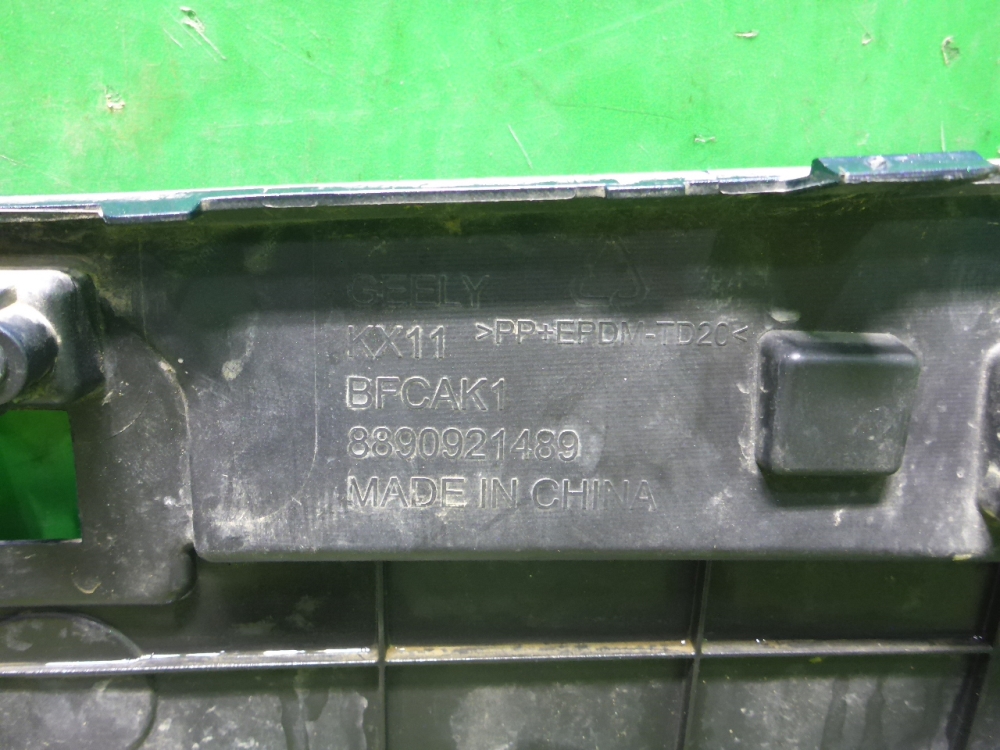 GEELY
KX11 >PP+EPDM-TD20<
BFCAK1
8890921489
MADE IN CHINA